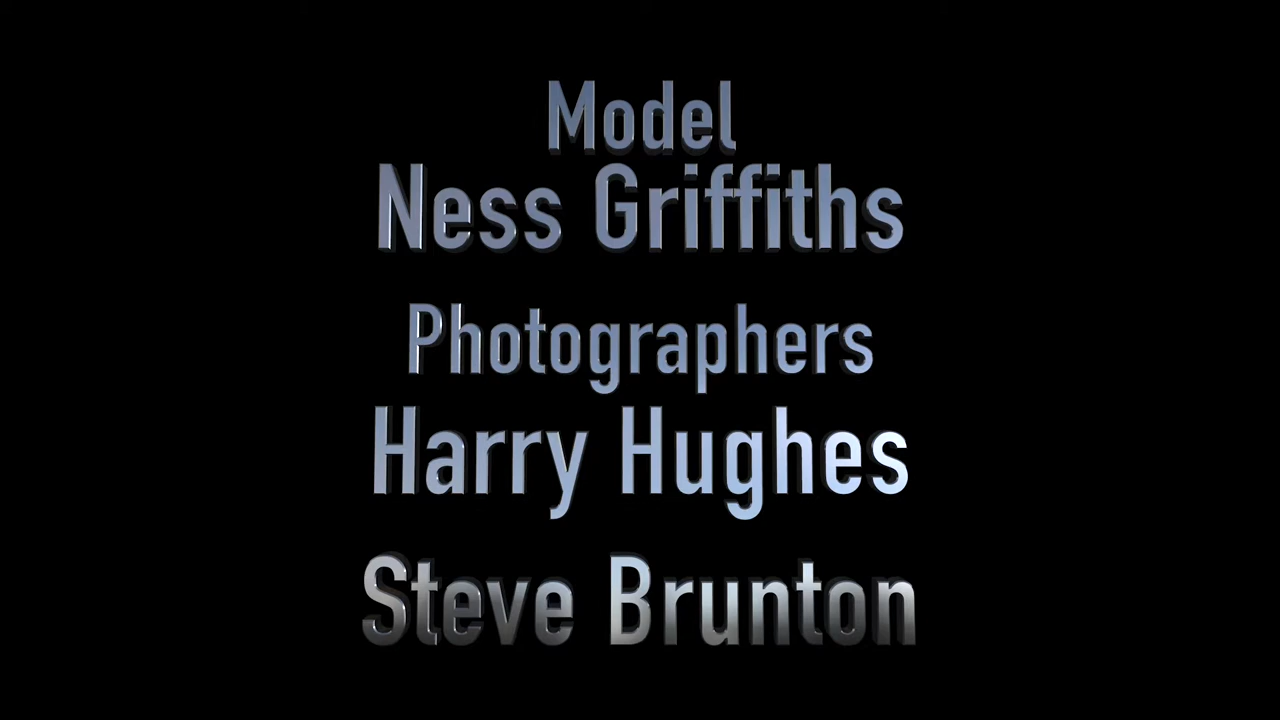 Model
Ness Griffiths
Photographers
Harry Hughes
Steve Brunton